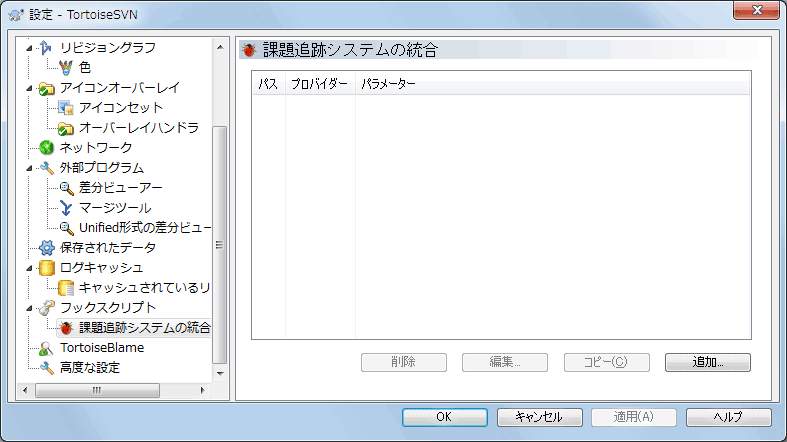 設定 - TortoiseSVN
リビジョングラフ
色
アイコンオーバーレイ
アイコンセット
オーバーレイハンドラ
ネットワーク
外部プログラム
差分ビューアー
マージツール
Unified形式の差分ビュー
保存されたデータ
ログキャッシュ
キャッシュされているリ
フックスクリプト
課題追跡システムの統合
TortoiseBlame
高度な設定
課題追跡システムの統合
パス プロバイダー パラメーター
削除 編集... コピー(C) 追加...
OK キャンセル 適用(A) ヘルプ